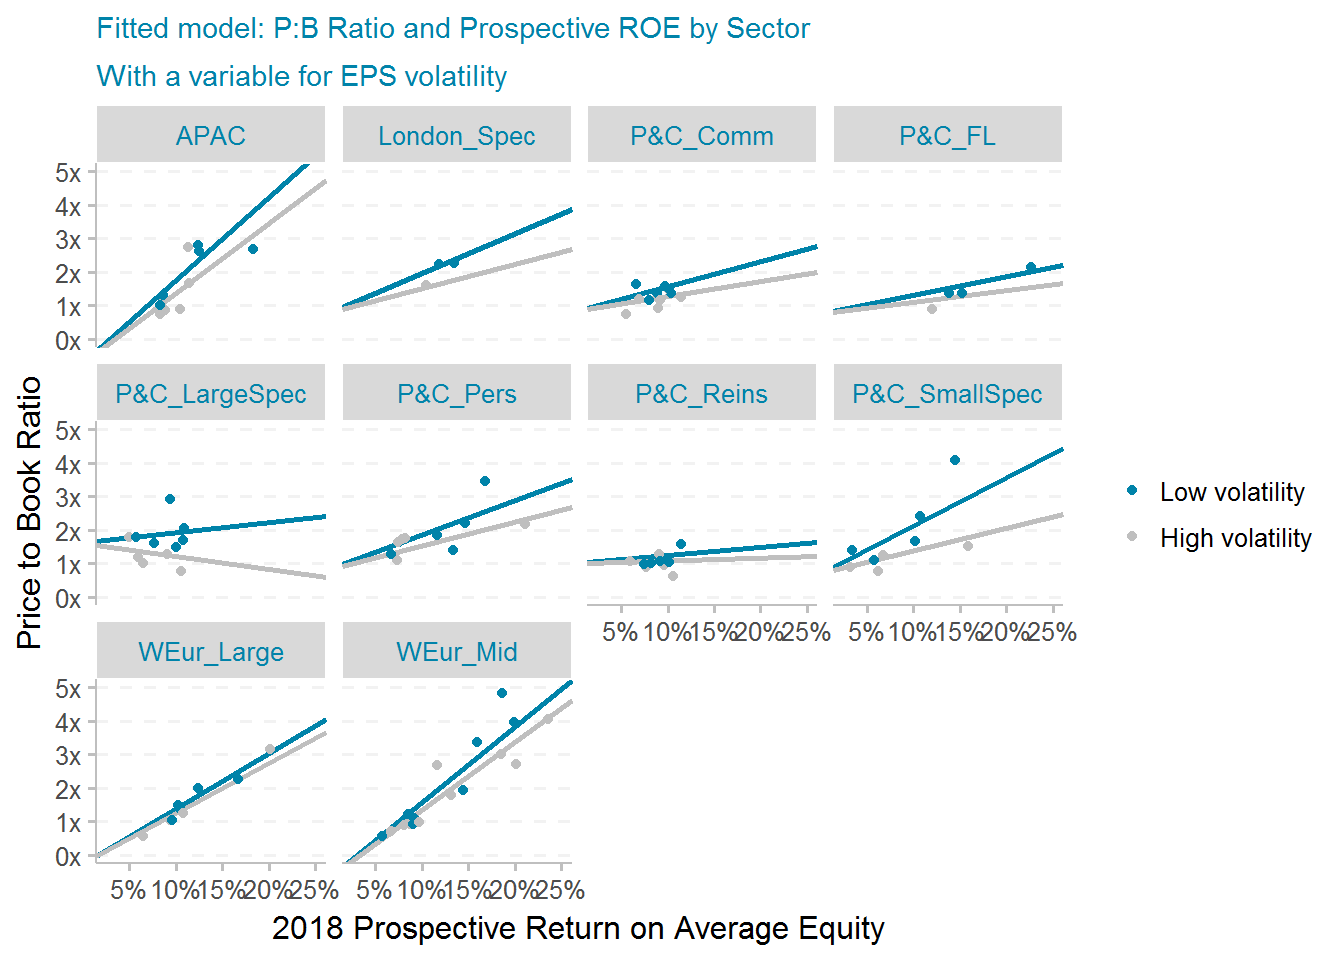 Fitted model: P:B Ratio and Prospective ROE by Sector
With a variable for EPS volatility
APAC
London_Spec
P&C_Comm
P&C_FL
5x
4x
3x
2x
1x
0x
P&C_LargeSpec
P&C_Pers
P&C_Reins
P&C_SmallSpec
5x
4x
3x
2x
1x
0x
5% 10% 15% 20% 25%
5% 10% 15% 20% 25%
WEur_Large
WEur_Mid
5x
4x
3x
2x
1x
0x
5% 10% 15% 20% 25%
5% 10% 15% 20% 25%
Price to Book Ratio
2018 Prospective Return on Average Equity
Low volatility
High volatility